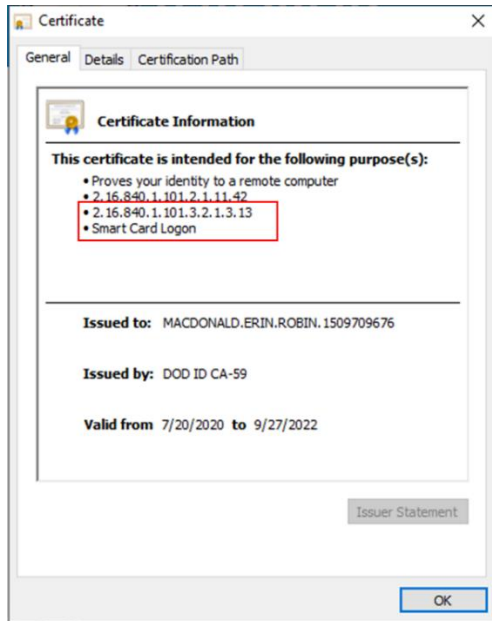 Certificate
General Details Certification Path
Certificate Information
This certificate is intended for the following purpose(s):
• Proves your identity to a remote computer
• 2.16.840.1.101.2.1.11.42
• 2.16.840.1.101.3.2.1.3.13
• Smart Card Logon
Issued to: MACDONALD.ERIN.ROBIN.1509709676
Issued by: DOD ID CA-59
Valid from 7/20/2020 to 9/27/2022
Issuer Statement
OK